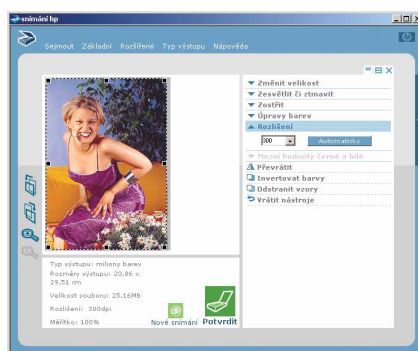 snímání hp
Sejmout Základní Rozšířené Typ výstupu Nápověda
Změnit velikost
Zesvětlit či ztmavit
Zostřit
Úpravy barev
Rozlišení
300 Automaticky
Mezní hodnoty černé a bílé
Převrátit
Invertovat barvy
Odstranit vzory
Vrátit nástroje
Typ výstupu: miliony barev
Rozměry výstupu: 20,86 x
29,51 cm
Velikost souboru: 25,16MB
Rozlišení: 300dpi
Měřítko: 100%
Nové snímání Potvrdit